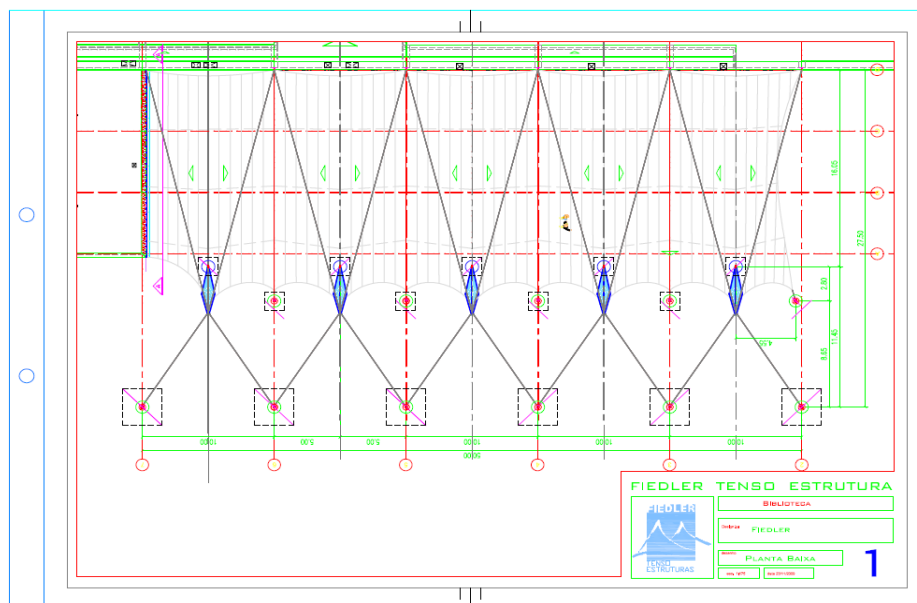 16.05
27.50
2.80
11.45
8.65
10.00
5.00
5.00
10.00
10.00
10.00
50.00
FIEDLER TENSO ESTRUTURA
FIEDLER
TENSO
ESTRUTURAS
BIBLIOTECA
FIEDLER
PLANTA BAIXA
1